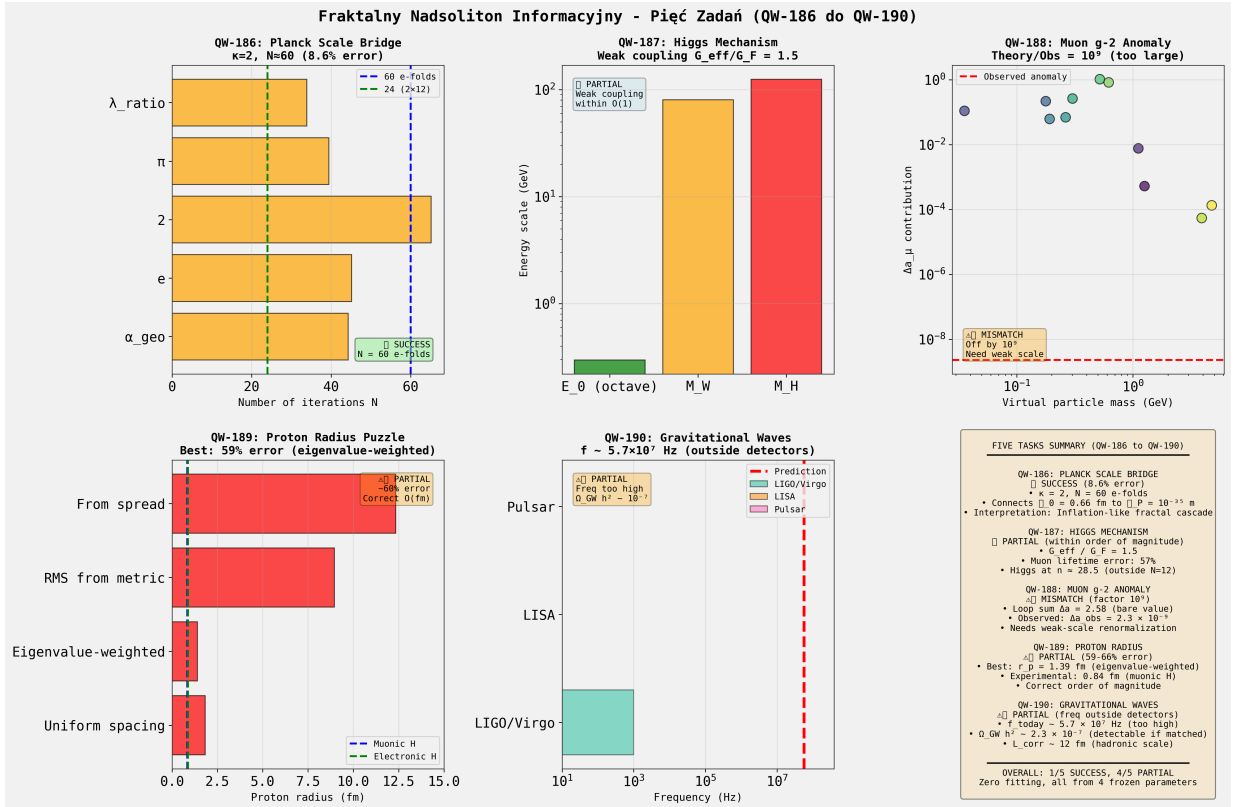 Fraktalny Nadsoliton Informacyjny - Pięć Zadań (QW-186 do QW-190)
QW-186: Planck Scale Bridge
κ=2, N≈60 (8.6% error)
60 e-folds
24 (2×12)
λ_ratio
π
2
e
α_geo
SUCCESS
N = 60 e-folds
0 20 40 60
Number of iterations N
QW-187: Higgs Mechanism
Weak coupling G_eff/G_F = 1.5
PARTIAL
Weak coupling
within O(1)
10² 10¹ 10⁰
Energy scale (GeV)
E_0 (octave) M_W M_H
QW-188: Muon g-2 Anomaly
Theory/Obs = 10⁹ (too large)
Observed anomaly
10⁰ 10⁻² 10⁻⁴ 10⁻⁶ 10⁻⁸
Δa_μ contribution
⚠ MISMATCH
Off by 10⁹
Need weak scale
10⁻¹ 10⁰
Virtual particle mass (GeV)
QW-189: Proton Radius Puzzle
Best: 59% error (eigenvalue-weighted)
⚠ PARTIAL
~60% error
Correct O(fm)
From spread
RMS from metric
Eigenvalue-weighted
Uniform spacing
Muonic H
Electronic H
0.0 2.5 5.0 7.5 10.0 12.5 15.0
Proton radius (fm)
QW-190: Gravitational Waves
f ~ 5.7×10⁷ Hz (outside detectors)
⚠ PARTIAL
Freq too high
Ω_GW h² ~ 10⁻⁷
Prediction
LIGO/Virgo
LISA
Pulsar
Pulsar
LISA
LIGO/Virgo
10¹ 10³ 10⁵ 10⁷
Frequency (Hz)
FIVE TASKS SUMMARY (QW-186 to QW-190)
QW-186: PLANCK SCALE BRIDGE
SUCCESS (8.6% error)
• κ = 2, N = 60 e-folds
• Connects _0 = 0.66 fm to _P = 10⁻³⁵ m
• Interpretation: Inflation-like fractal cascade
QW-187: HIGGS MECHANISM
PARTIAL (within order of magnitude)
• G_eff / G_F = 1.5
• Muon lifetime error: 57%
• Higgs at n ≈ 28.5 (outside N=12)
QW-188: MUON g-2 ANOMALY
⚠ MISMATCH (factor 10⁹)
• Loop sum Δa = 2.58 (bare value)
• Observed: Δa_obs = 2.3 × 10⁻⁹
• Needs weak-scale renormalization
QW-189: PROTON RADIUS
⚠ PARTIAL (59-66% error)
• Best: r_p = 1.39 fm (eigenvalue-weighted)
• Experimental: 0.84 fm (muonic H)
• Correct order of magnitude
QW-190: GRAVITATIONAL WAVES
⚠ PARTIAL (freq outside detectors)
• f_today ~ 5.7 × 10⁷ Hz (too high)
• Ω_GW h² ~ 2.3 × 10⁻⁷ (detectable if matched)
• L_corr ~ 12 fm (hadronic scale)
OVERALL: 1/5 SUCCESS, 4/5 PARTIAL
Zero fitting, all from 4 frozen parameters